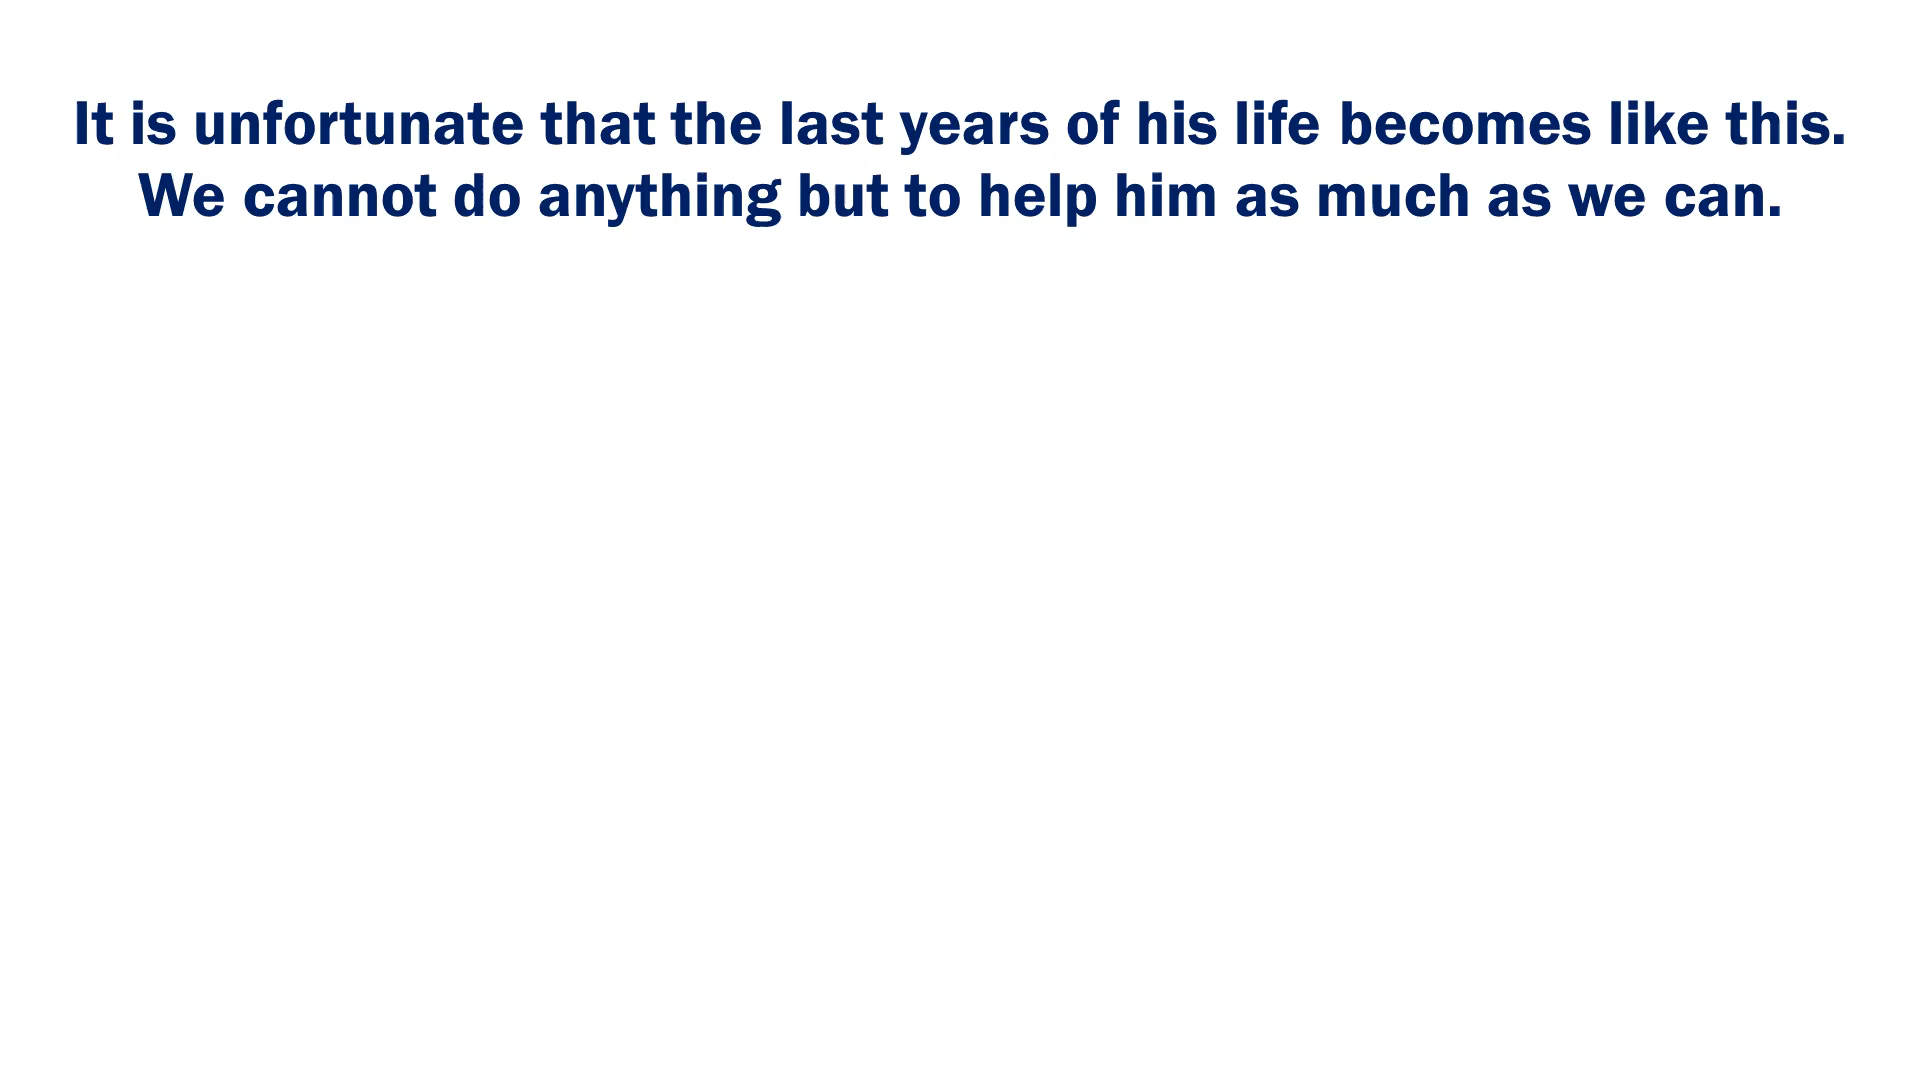 It is unfortunate that the last years of his life becomes like this.
We cannot do anything but to help him as much as we can.